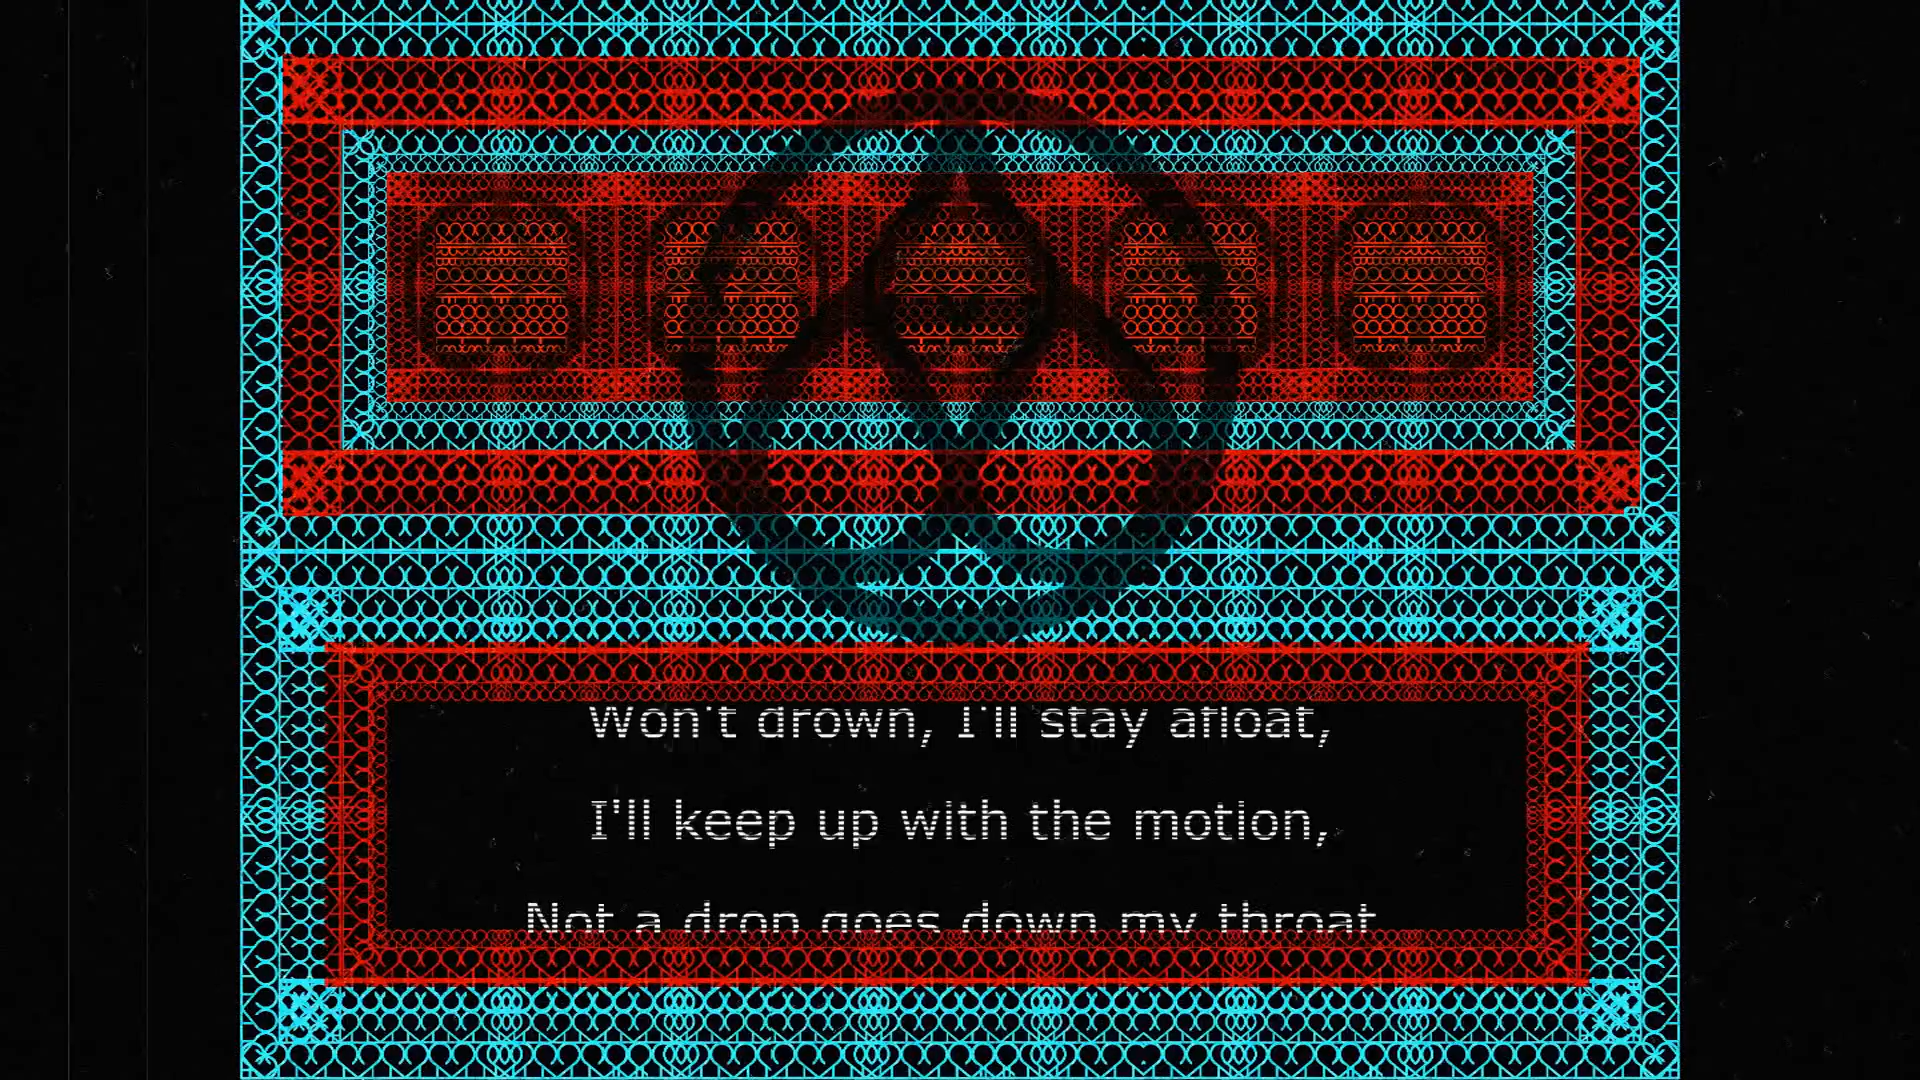 Won't drown, I'll stay afloat,
I'll keep up with the motion,
Not a drop goes down my throat